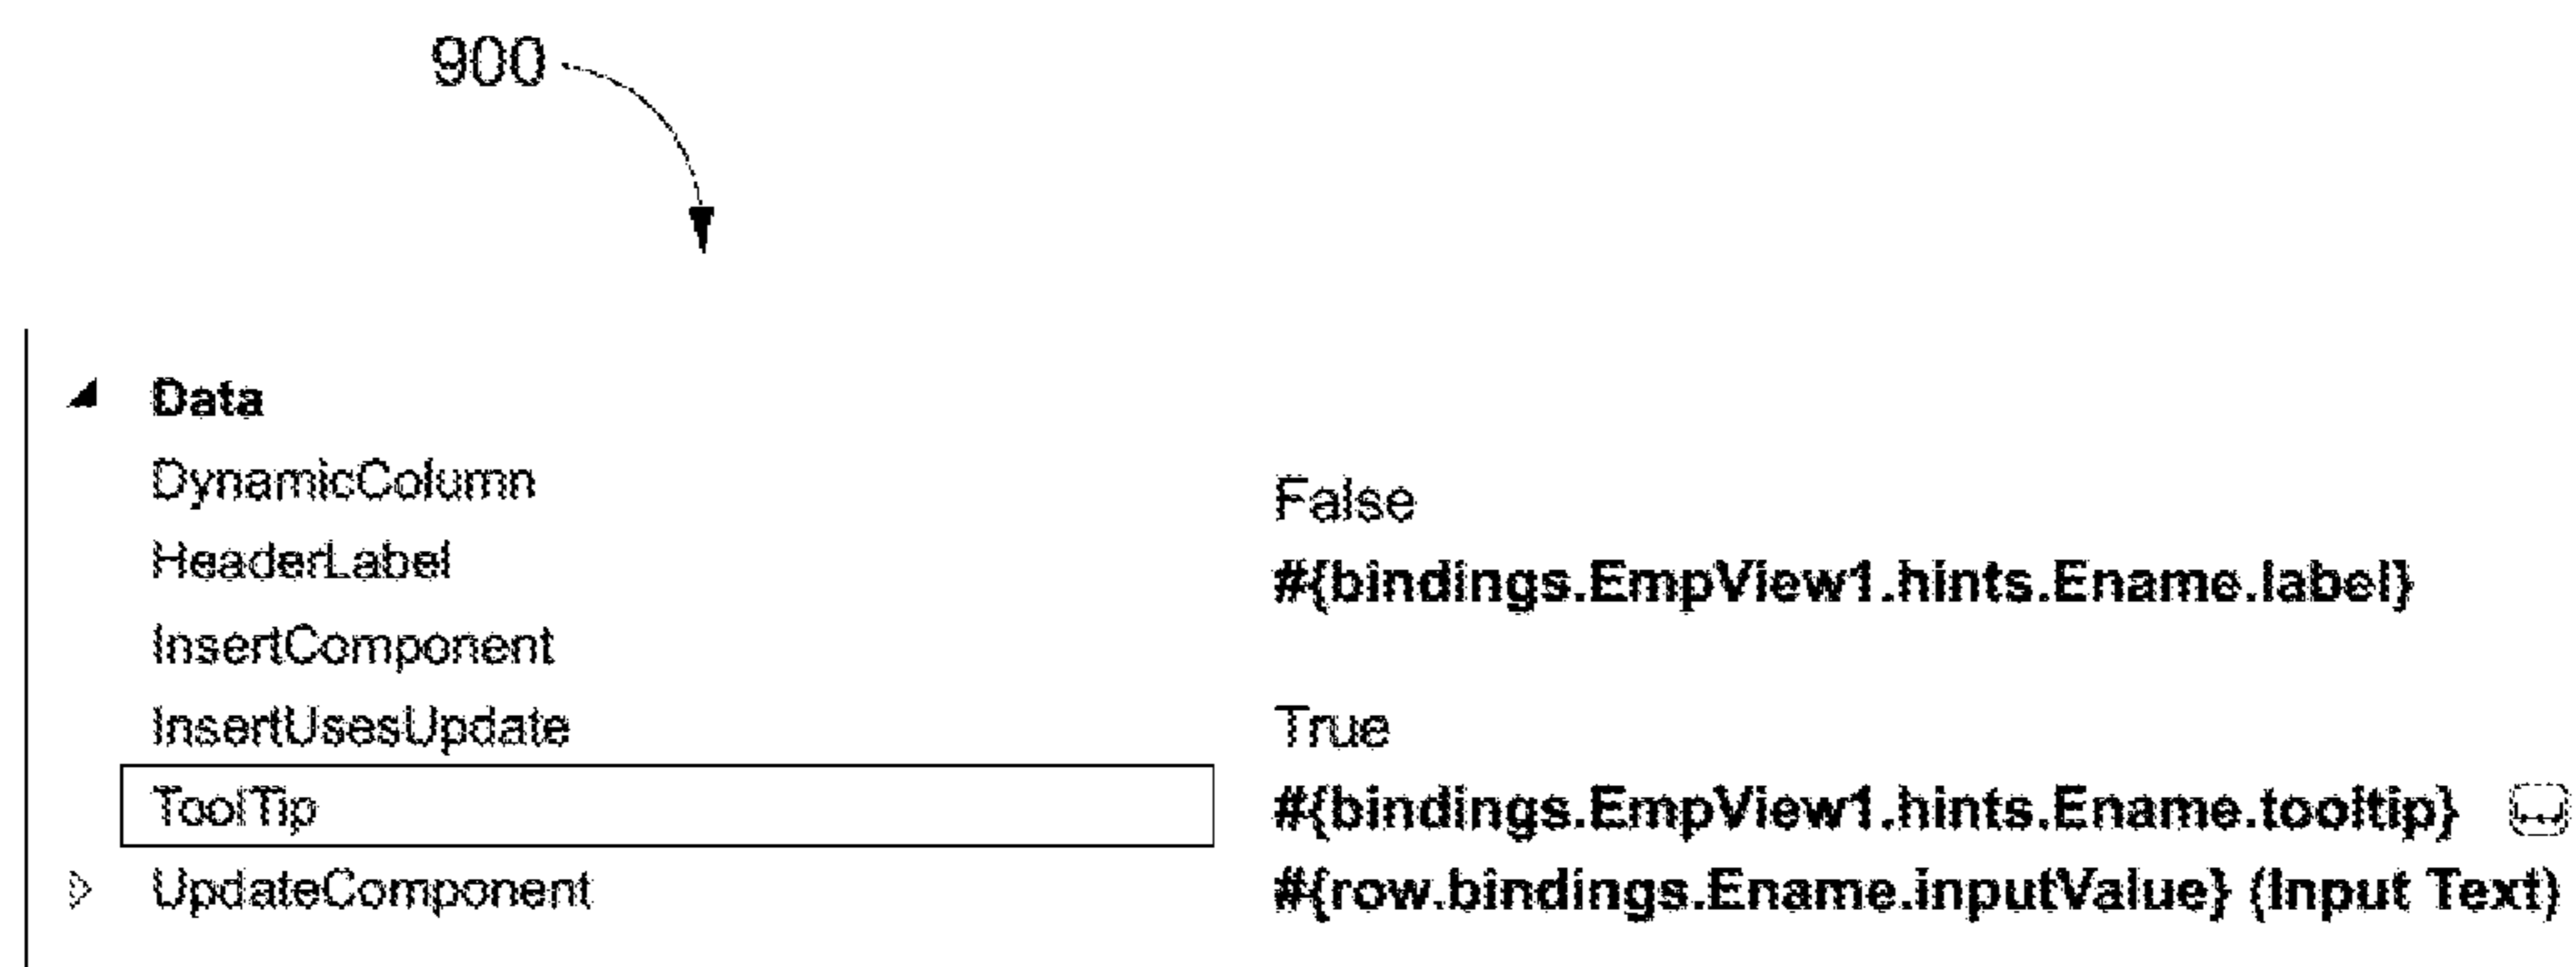 900
Data
DynamicColumn False
HeaderLabel #{bindings.EmpView1.hints.Ename.label}
InsertComponent
InsertUsesUpdate True
ToolTip #{bindings.EmpView1.hints.Ename.tooltip} ...
UpdateComponent #{row.bindings.Ename.inputValue} (Input Text)